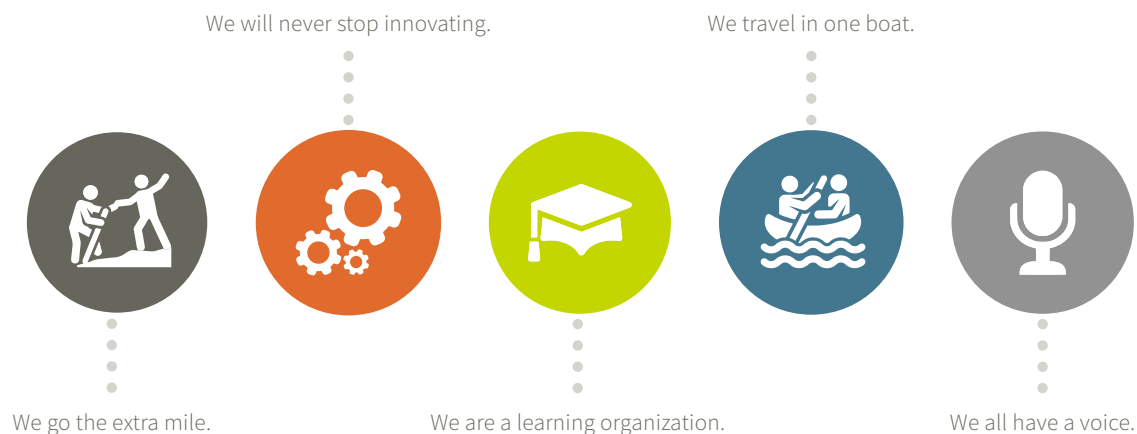 We will never stop innovating.
We travel in one boat.
We go the extra mile.
We are a learning organization.
We all have a voice.